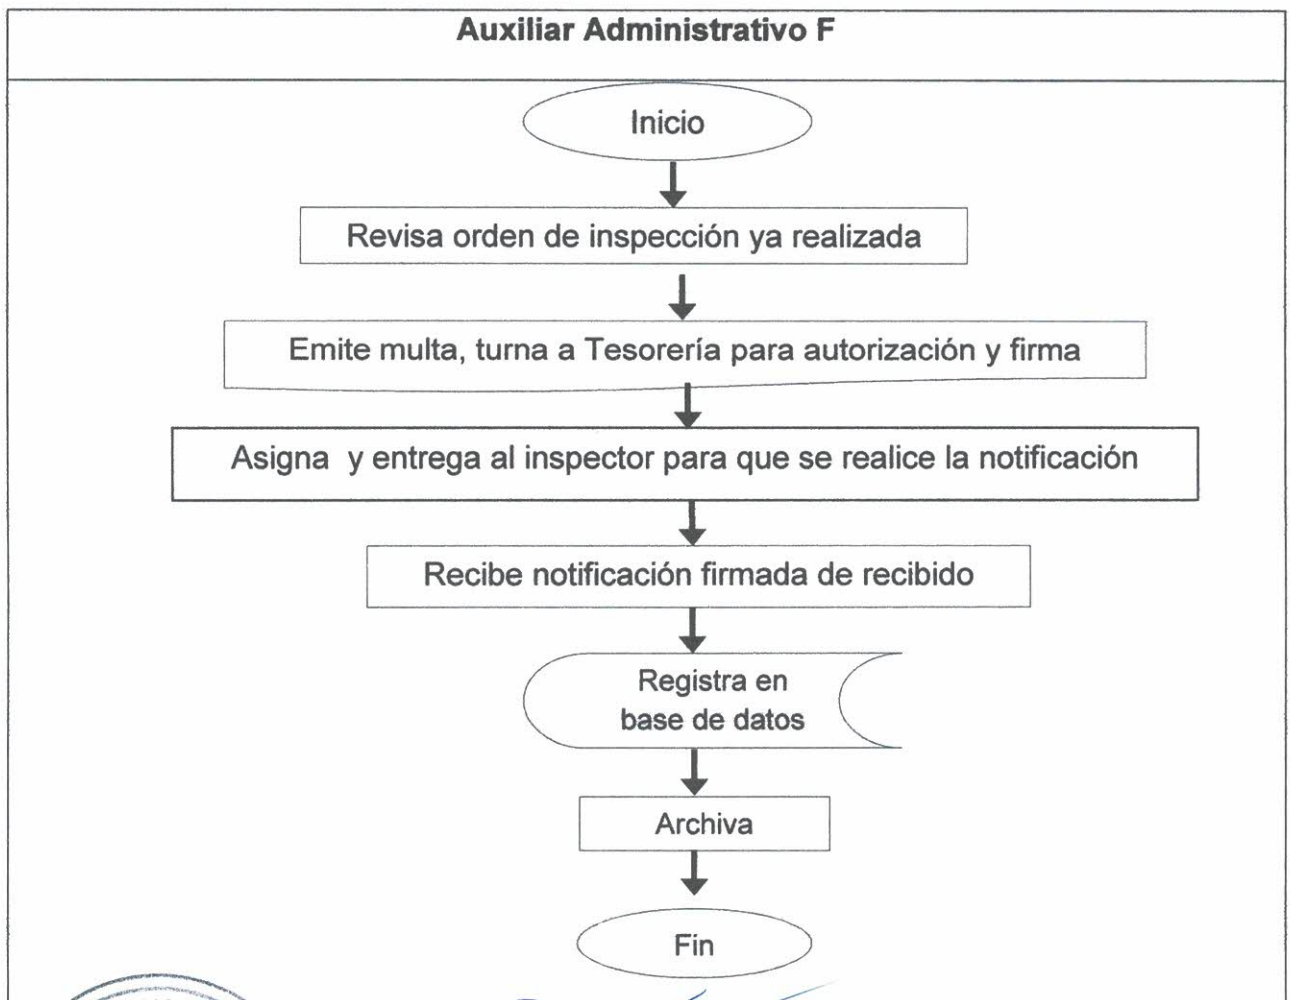 Auxiliar Administrativo F
Inicio
Revisa orden de inspección ya realizada
Emite multa, turna a Tesorería para autorización y firma
Asigna y entrega al inspector para que se realice la notificación
Recibe notificación firmada de recibido
Registra en
base de datos
Archiva
Fin